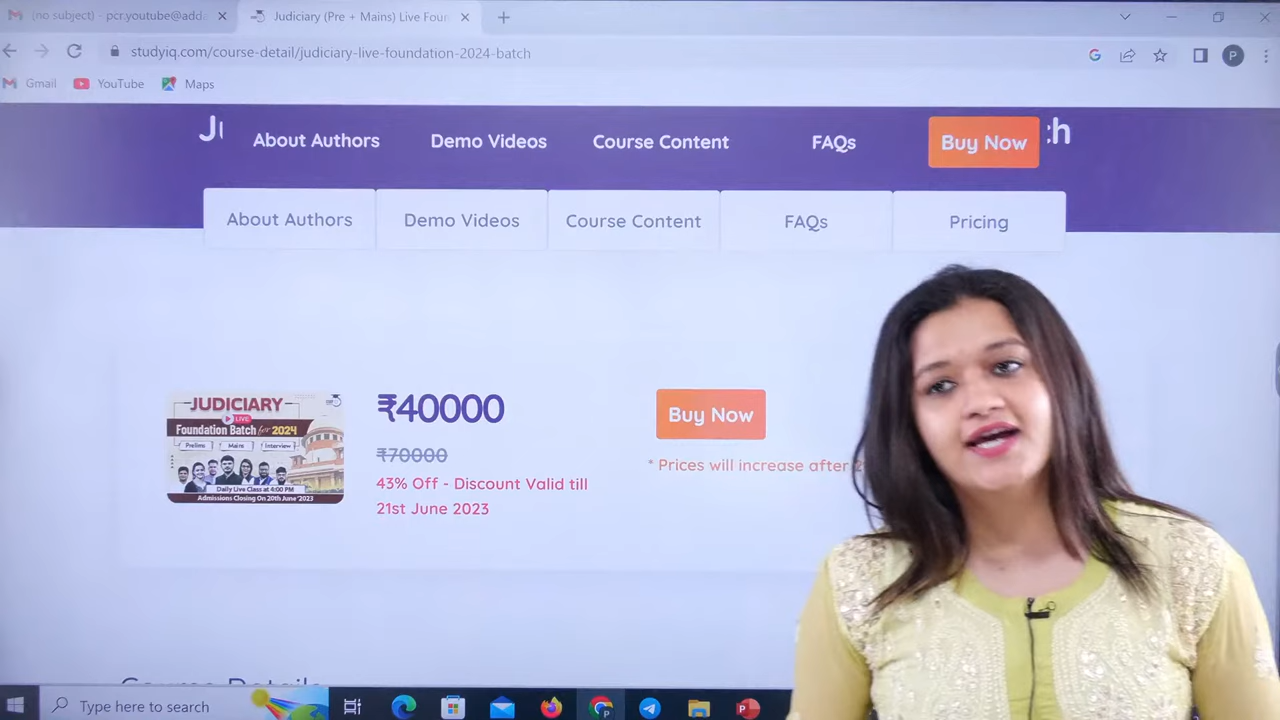 (no subject) - pcr.youtube@add
Judiciary (Pre + Mains) Live Foun
studyiq.com/course-detail/judiciary-live-foundation-2024-batch
P
Gmail YouTube Maps
About Authors Demo Videos Course Content FAQs Buy Now
About Authors Demo Videos Course Content FAQs Pricing
JUDICIARY
LIVE
Foundation Batch for 2024
Prelims Mains Interview
Daily Live Class at 4:00 PM
Admissions Closing On 20th June'2023
₹40000
₹70000
43% Off - Discount Valid till
21st June 2023
Buy Now
* Prices will increase after
Course Details
Type here to search